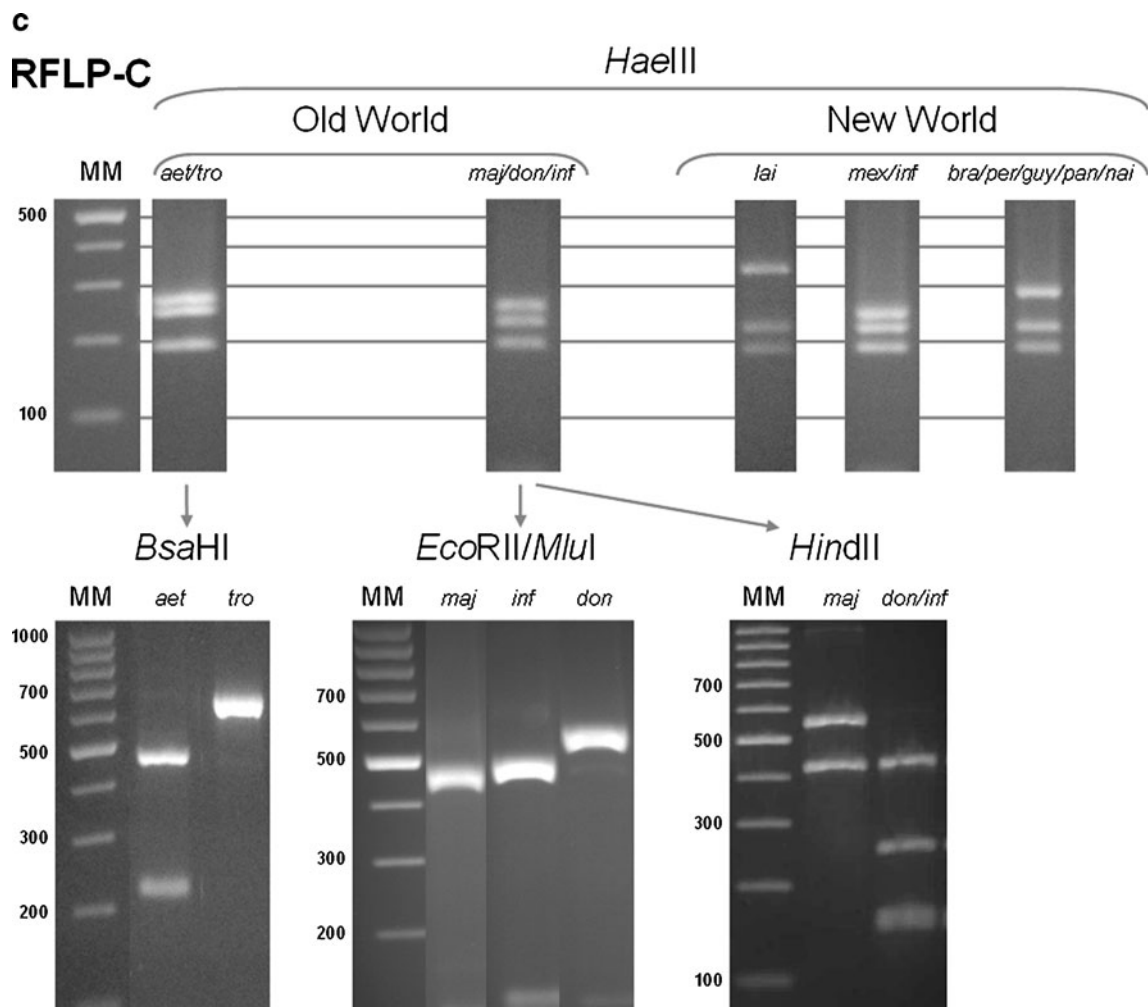 c
RFLP-C
HaeIII
Old World New World
MM aet/tro maj/don/inf lai mex/inf bra/per/guy/pan/nai
500
100
BsaHI EcoRII/MluI HindII
MM aet tro MM maj inf don MM maj don/inf
1000
700
500
300
200
700
500
300
200
700
500
300
100